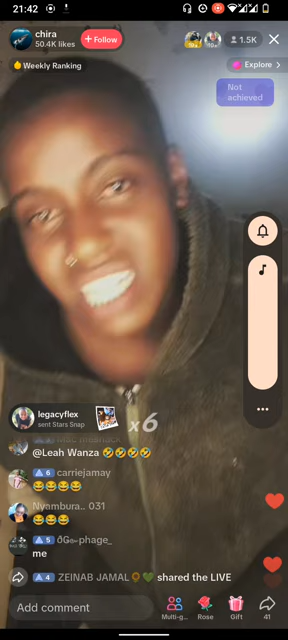 21:42
chira
50.4K likes
+ Follow
10s
10s
1.5K
Weekly Ranking
Explore >
Not
achieved
legacyflex
sent Stars Snap
x6
@Leah Wanza 🤣🤣🤣🤣
6 carriejamay
😂😂😂😂
Nyambura.. 031
😂😂😂
5
me
4 ZEINAB JAMAL🌻💚 shared the LIVE
Add comment
Multi-g...
Rose
Gift
41